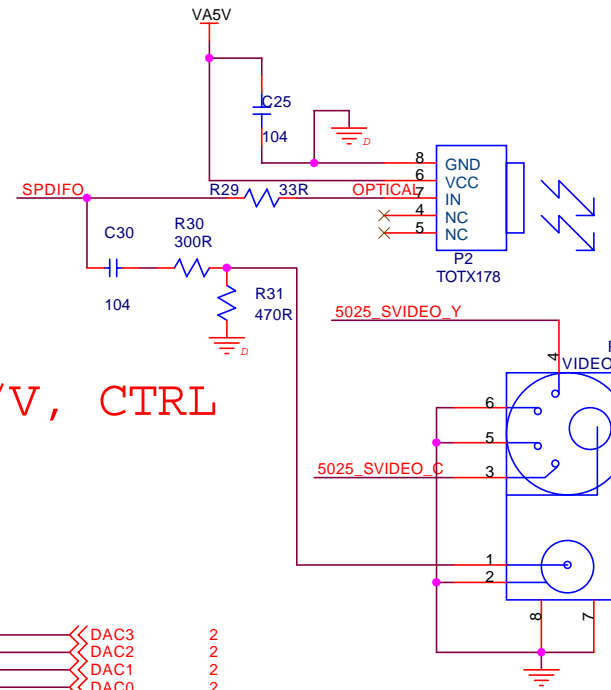 VA5V
C25
104
D
8 GND
6 VCC
SPDIFO R29 33R OPTICAL 7 IN
4 NC
5 NC
P2
TOTX178
C30
R30
300R
104
R31
470R
D
5025_SVIDEO_Y
4
VIDEO
/V, CTRL
6
5
5025_SVIDEO_C 3
1
2
8 7
DAC3 2
DAC2 2
DAC1 2
DAC0 2